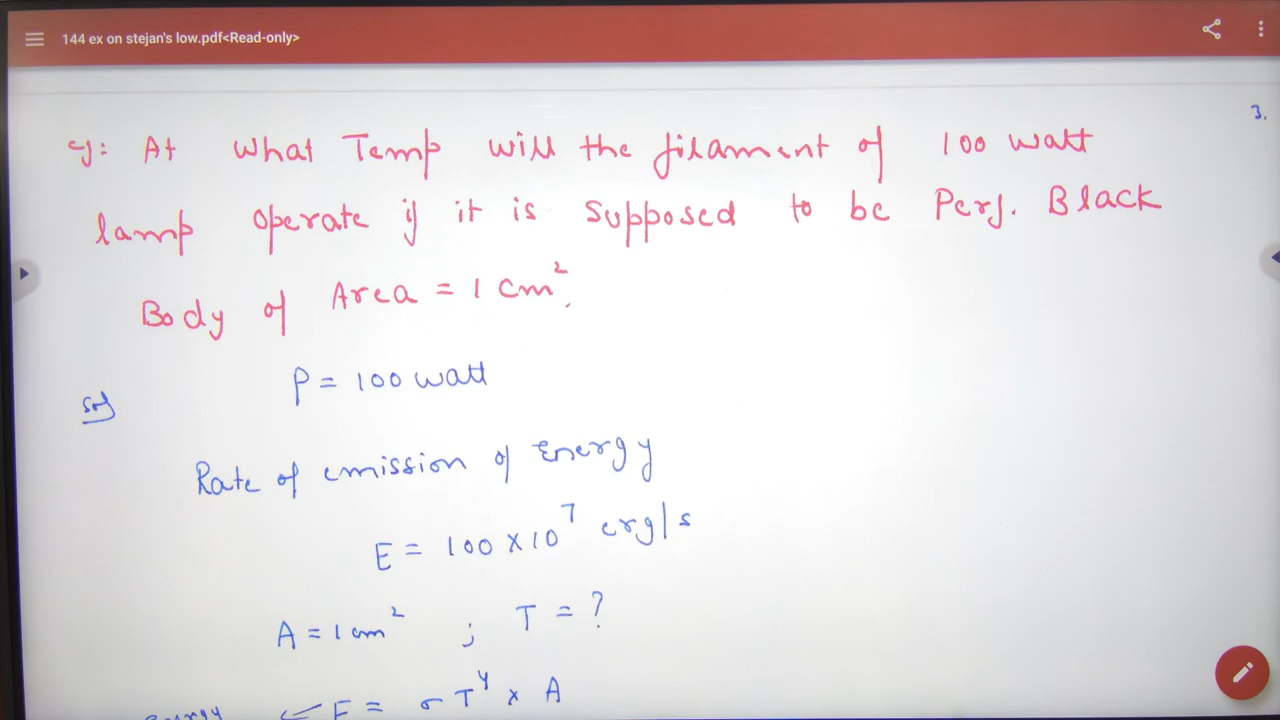 144 ex on stejan's low.pdf<Read-only>
3.
eg: At what Temp will the filament of 100 watt
lamp operate if it is supposed to be Perf. Black
Body of Area = 1 cm².
Sol P = 100 watt
Rate of emission of Energy
E = 100 × 10⁷ erg/s
A = 1 cm² ; T = ?
Energy ← E = σ T⁴ × A